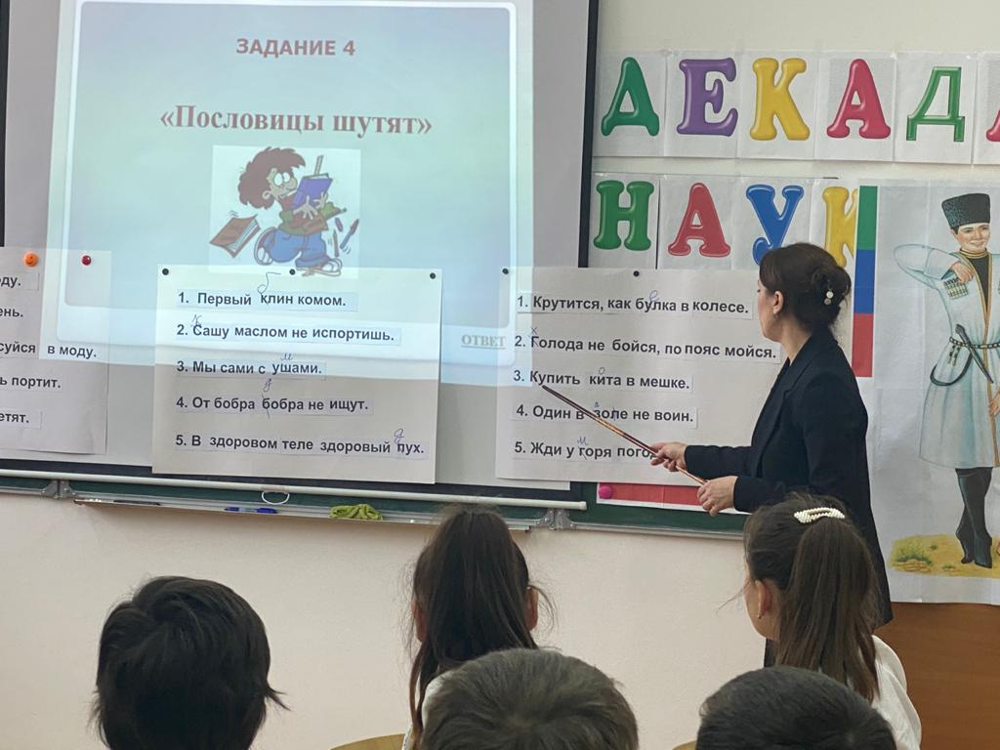 ЗАДАНИЕ 4
«Пословицы шутят»
ОТВЕТ
ДЕКАДА
НАУК
оду.
ень.
суйся в моду.
ь портит.
етят.
б
1. Первый клин комом.
к
2. Сашу маслом не испортишь.
м
3. Мы сами с ушами.
д
4. От бобра бобра не ищут.
д
5. В здоровом теле здоровый пух.
1. Крутится, как булка в колесе.
х
2. Голода не бойся, по пояс мойся.
3. Купить кита в мешке.
4. Один в золе не воин.
м
5. Жди у горя пого